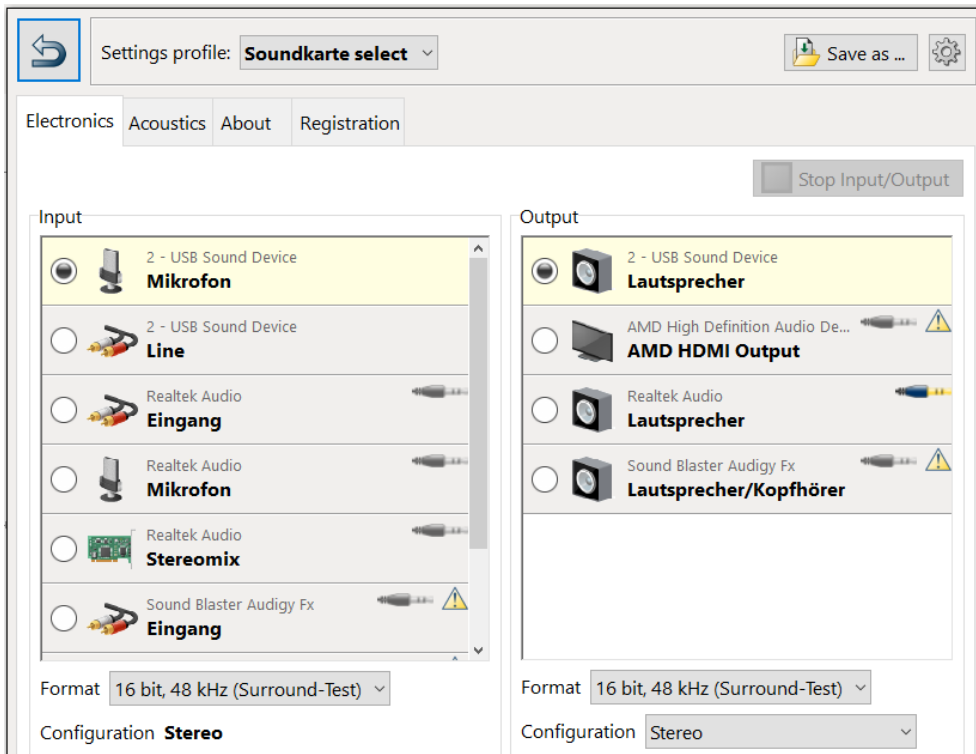 Settings profile: Soundkarte select
Save as ...
Electronics
Acoustics
About
Registration
Stop Input/Output
Input
2 - USB Sound Device
Mikrofon
2 - USB Sound Device
Line
Realtek Audio
Eingang
Realtek Audio
Mikrofon
Realtek Audio
Stereomix
Sound Blaster Audigy Fx
Eingang
Format 16 bit, 48 kHz (Surround-Test)
Configuration Stereo
Output
2 - USB Sound Device
Lautsprecher
AMD High Definition Audio De...
AMD HDMI Output
Realtek Audio
Lautsprecher
Sound Blaster Audigy Fx
Lautsprecher/Kopfhörer
Format 16 bit, 48 kHz (Surround-Test)
Configuration Stereo